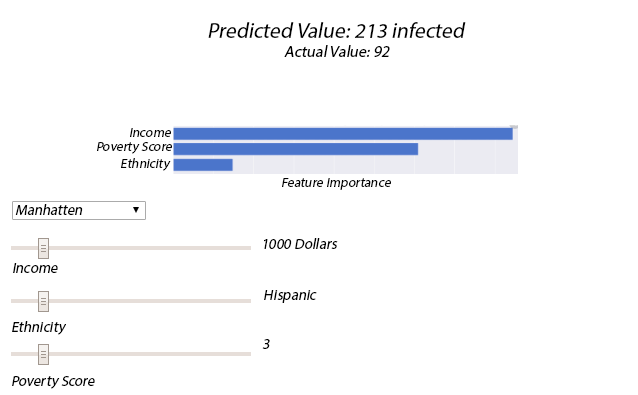 Predicted Value: 213 infected
Actual Value: 92
Income
Poverty Score
Ethnicity
Feature Importance
Manhatten
1000 Dollars
Income
Hispanic
Ethnicity
3
Poverty Score